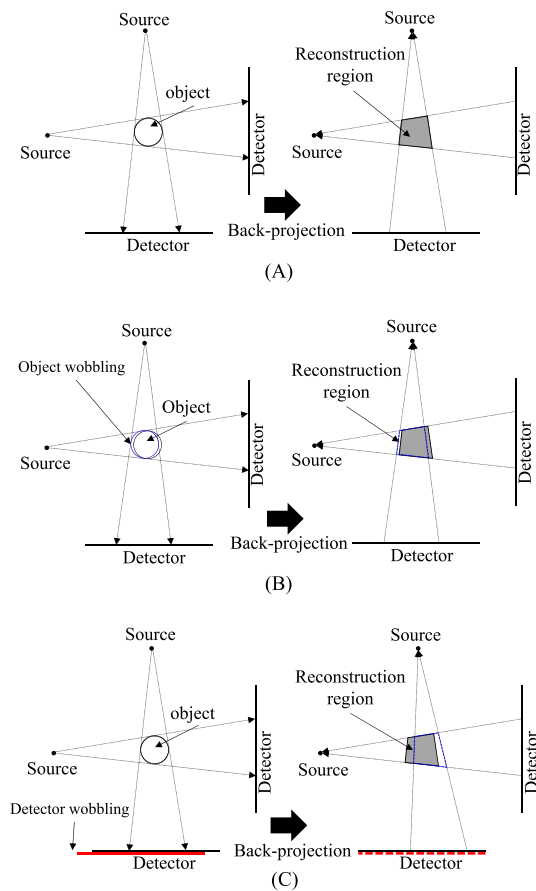 Source
object
Source
Detector
Detector
Source
Reconstruction
region
Source
Detector
Detector
Back-projection
(A)
Source
Object wobbling
Object
Source
Detector
Detector
Source
Reconstruction
region
Source
Detector
Detector
Back-projection
(B)
Source
object
Source
Detector
Detector wobbling
Detector
Source
Reconstruction
region
Source
Detector
Detector
Back-projection
(C)